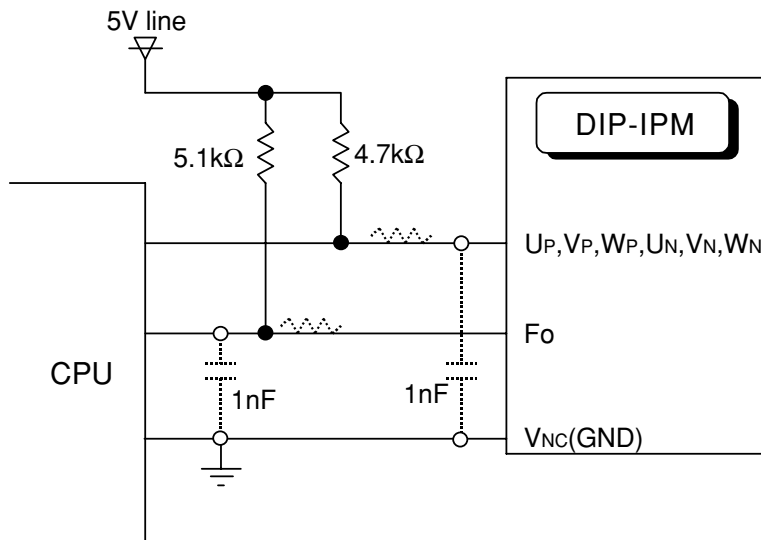 5V line
DIP-IPM
5.1kΩ
4.7kΩ
UP,VP,WP,UN,VN,WN
Fo
CPU
1nF
1nF
VNC(GND)